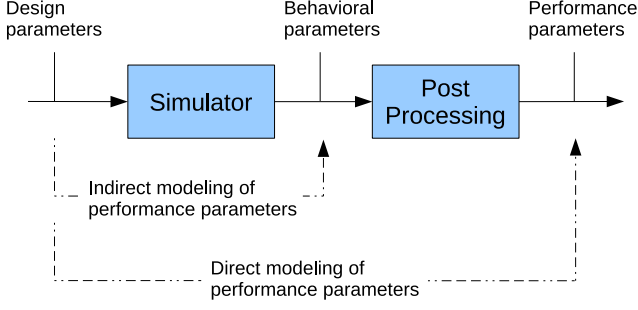 Design
parameters
Behavioral
parameters
Performance
parameters
Simulator
Post
Processing
Indirect modeling of
performance parameters
Direct modeling of
performance parameters